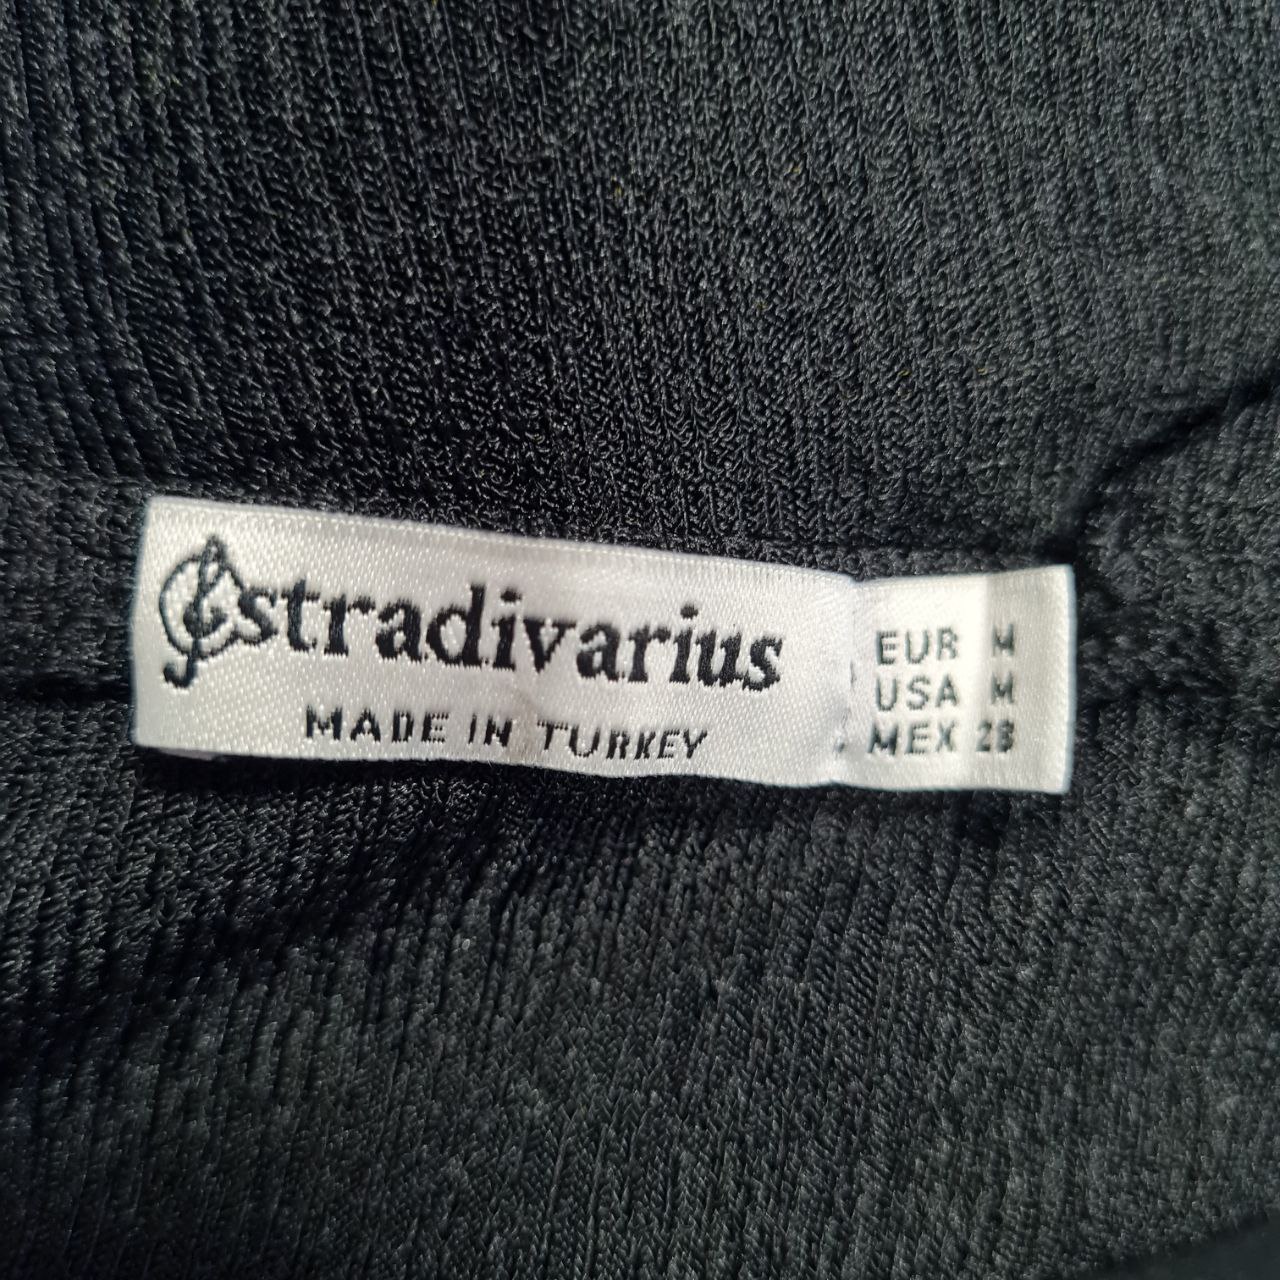 stradivarius
MADE IN TURKEY
EUR M
USA M
MEX 28